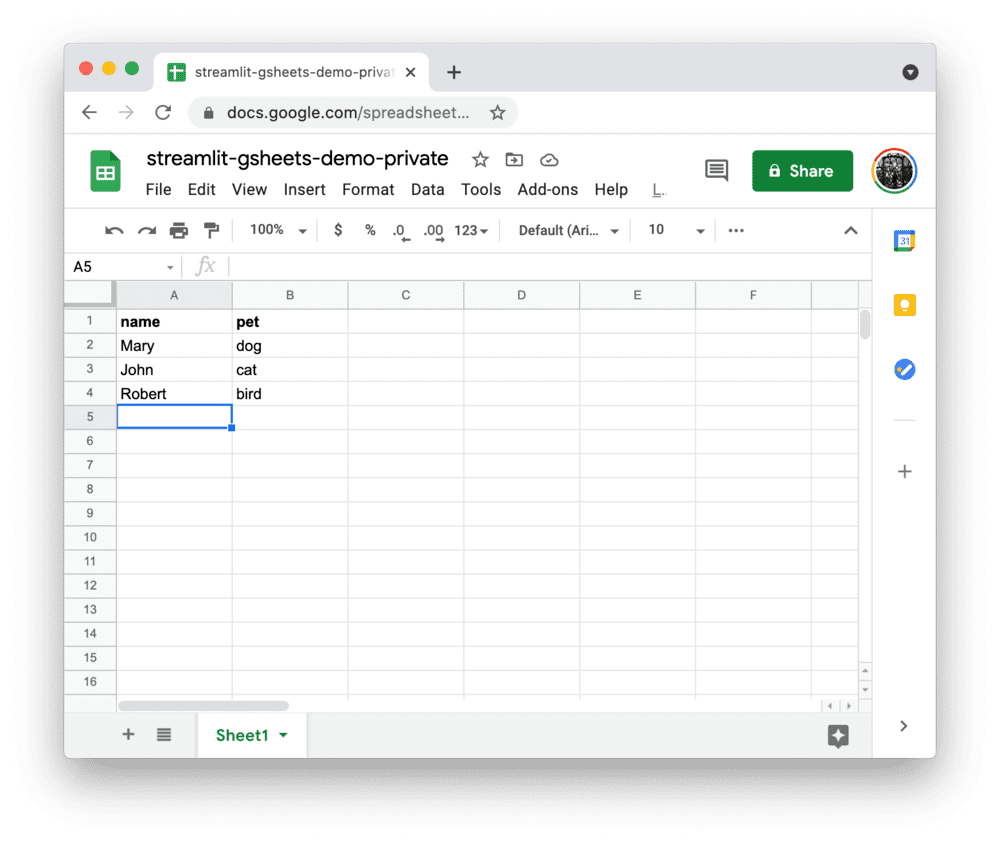 streamlit-gsheets-demo-privat
docs.google.com/spreadsheet...
streamlit-gsheets-demo-private
File Edit View Insert Format Data Tools Add-ons Help L..
Share
100% $ % .0 .00 123 Default (Ari... 10
31
A5 fx
A B C D E F
1 name pet
2 Mary dog
3 John cat
4 Robert bird
5
6
7
8
9
10
11
12
13
14
15
16
Sheet1